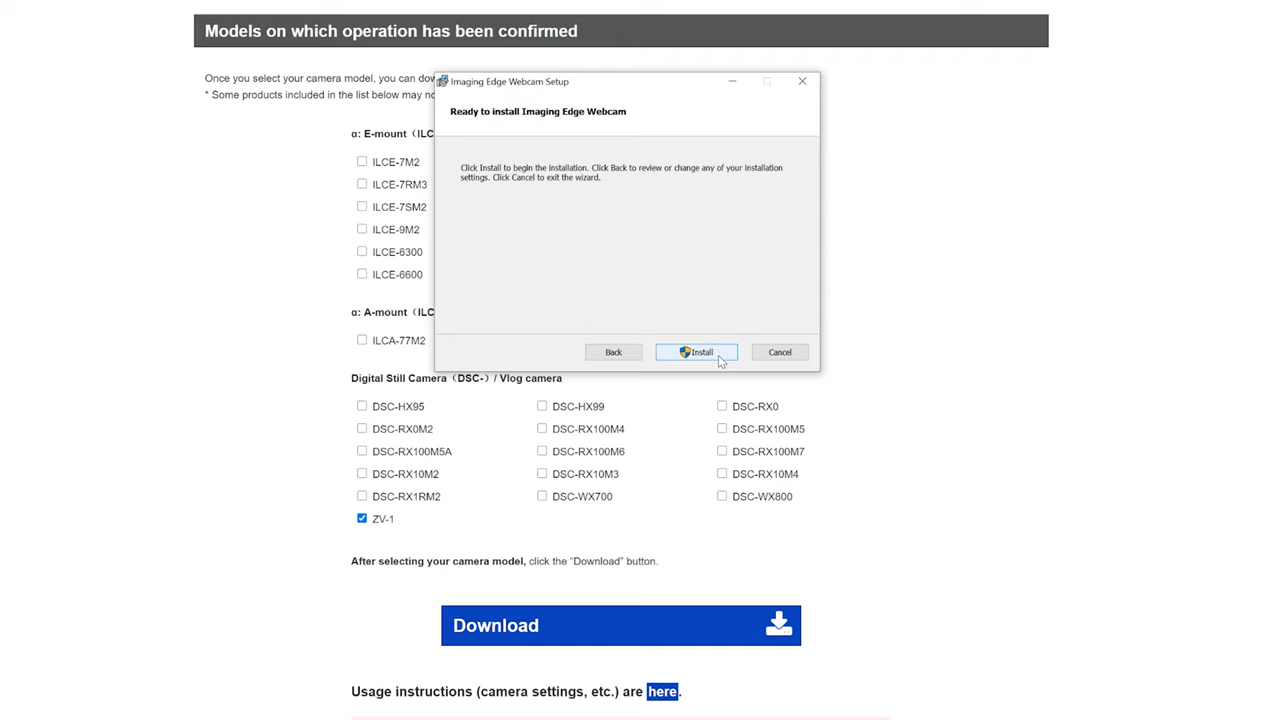 Models on which operation has been confirmed
Once you select your camera model, you can dow
* Some products included in the list below may no
Imaging Edge Webcam Setup
Ready to install Imaging Edge Webcam
Click Install to begin the installation. Click Back to review or change any of your installation
settings. Click Cancel to exit the wizard.
Back
Install
Cancel
α: E-mount（ILC
ILCE-7M2
ILCE-7RM3
ILCE-7SM2
ILCE-9M2
ILCE-6300
ILCE-6600
α: A-mount（ILC
ILCA-77M2
Digital Still Camera（DSC-）/ Vlog camera
DSC-HX95 DSC-HX99 DSC-RX0
DSC-RX0M2 DSC-RX100M4 DSC-RX100M5
DSC-RX100M5A DSC-RX100M6 DSC-RX100M7
DSC-RX10M2 DSC-RX10M3 DSC-RX10M4
DSC-RX1RM2 DSC-WX700 DSC-WX800
ZV-1
After selecting your camera model, click the "Download" button.
Download
Usage instructions (camera settings, etc.) are here.